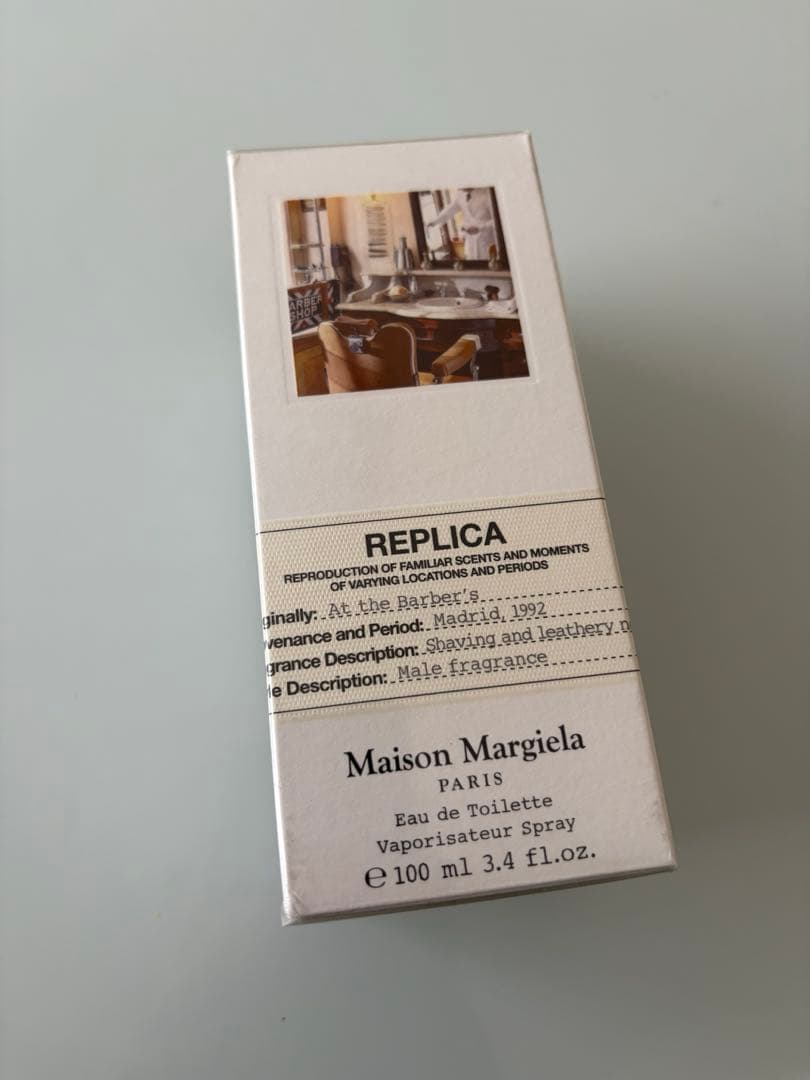 BARBER
SHOP
REPLICA
REPRODUCTION OF FAMILIAR SCENTS AND MOMENTS
OF VARYING LOCATIONS AND PERIODS
ginally: At the Barber's
venance and Period: Madrid, 1992
grance Description: Shaving and leathery n
le Description: Male fragrance
Maison Margiela
PARIS
Eau de Toilette
Vaporisateur Spray
℮ 100 ml 3.4 fl.oz.